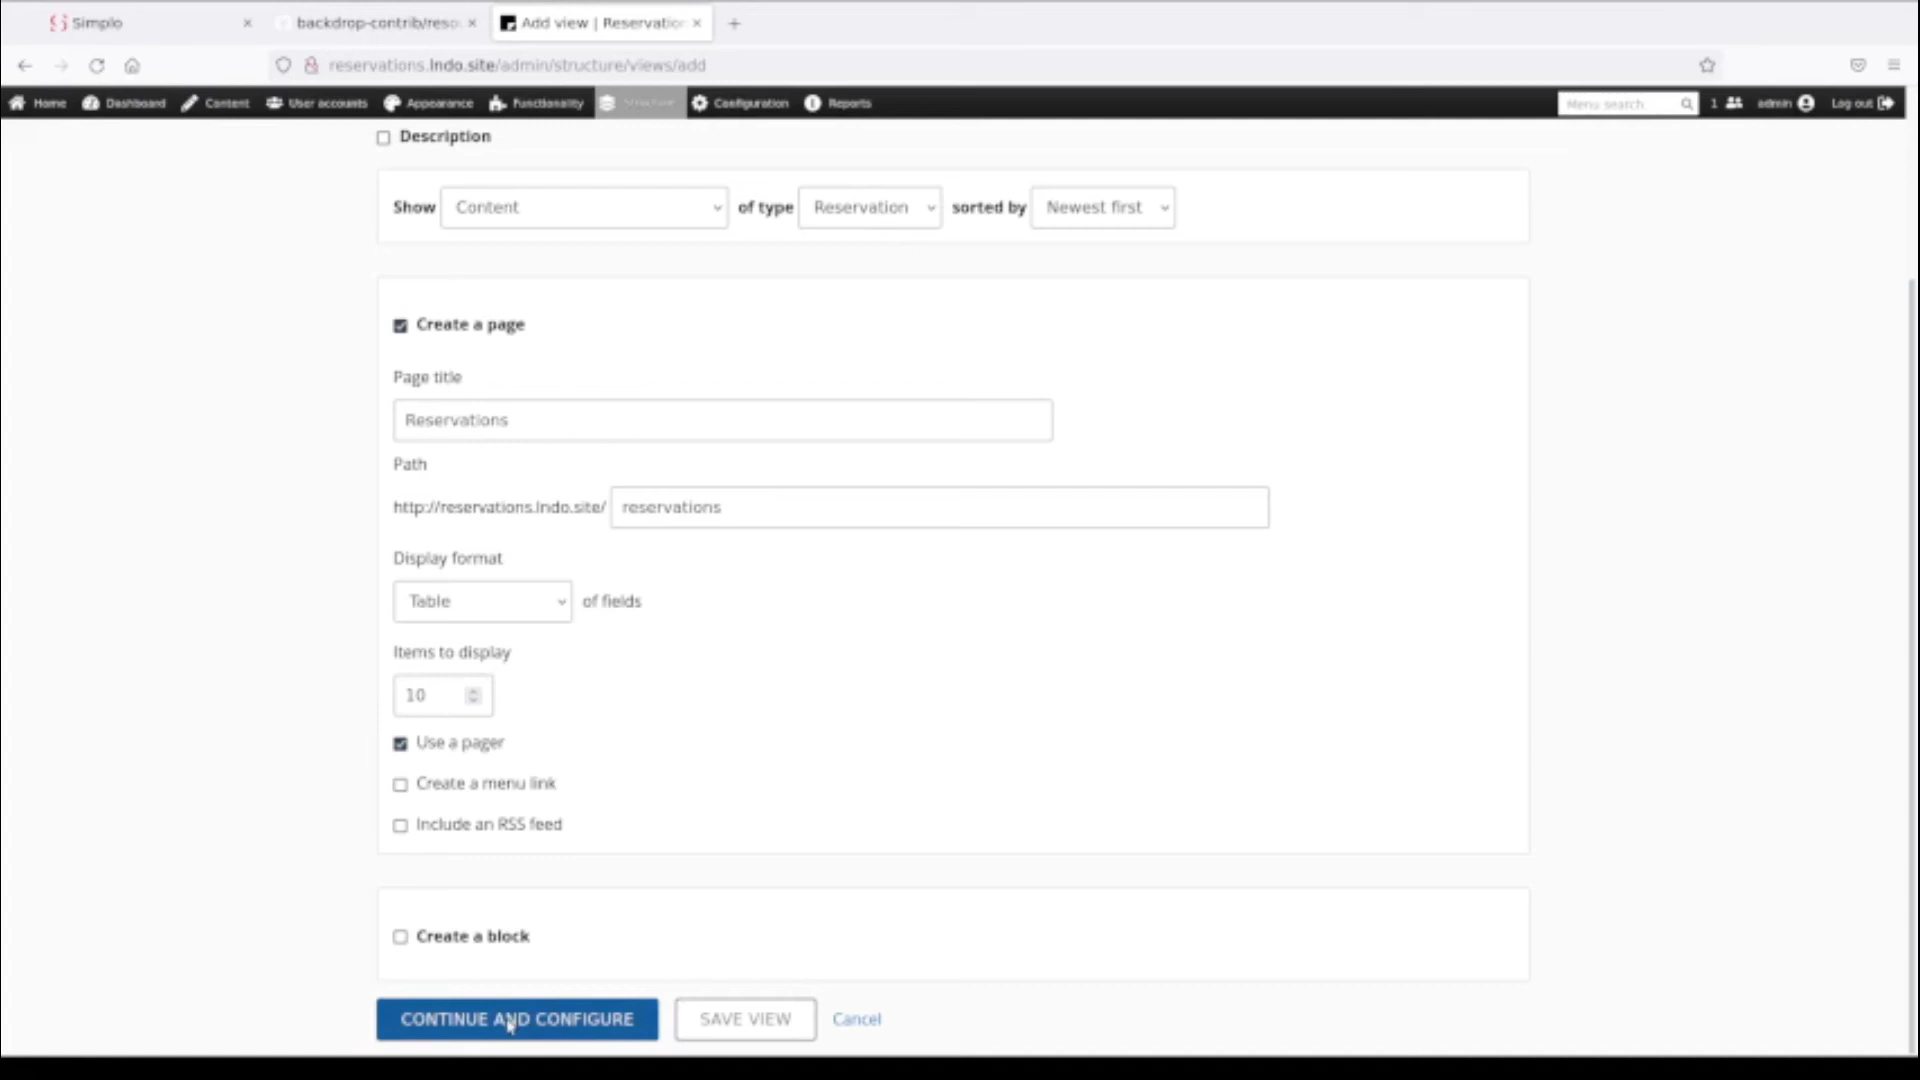 Simplo
backdrop-contrib/reso
Add view | Reservation
reservations.lndo.site/admin/structure/views/add
Home Dashboard Content User accounts Appearance Functionality Structure Configuration Reports Menu search 1 admin Log out
Description
Show Content of type Reservation sorted by Newest first
Create a page
Page title
Reservations
Path
http://reservations.lndo.site/ reservations
Display format
Table of fields
Items to display
10
Use a pager
Create a menu link
Include an RSS feed
Create a block
CONTINUE AND CONFIGURE SAVE VIEW Cancel